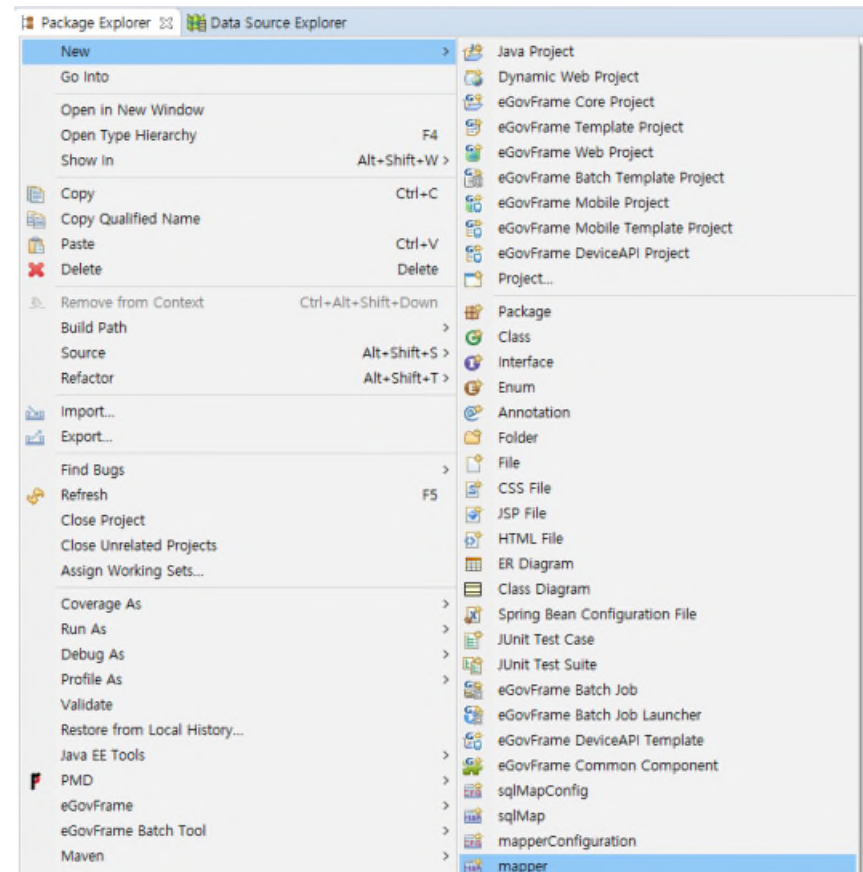 Package Explorer
Data Source Explorer
New >
Go Into
Open in New Window
Open Type Hierarchy F4
Show In Alt+Shift+W >
Copy Ctrl+C
Copy Qualified Name
Paste Ctrl+V
Delete Delete
Remove from Context Ctrl+Alt+Shift+Down
Build Path >
Source Alt+Shift+S >
Refactor Alt+Shift+T >
Import...
Export...
Find Bugs >
Refresh F5
Close Project
Close Unrelated Projects
Assign Working Sets...
Coverage As >
Run As >
Debug As >
Profile As >
Validate
Restore from Local History...
Java EE Tools >
PMD >
eGovFrame >
eGovFrame Batch Tool >
Maven >
Java Project
Dynamic Web Project
eGovFrame Core Project
eGovFrame Template Project
eGovFrame Web Project
eGovFrame Batch Template Project
eGovFrame Mobile Project
eGovFrame Mobile Template Project
eGovFrame DeviceAPI Project
Project...
Package
Class
Interface
Enum
Annotation
Folder
File
CSS File
JSP File
HTML File
ER Diagram
Class Diagram
Spring Bean Configuration File
JUnit Test Case
JUnit Test Suite
eGovFrame Batch Job
eGovFrame Batch Job Launcher
eGovFrame DeviceAPI Template
eGovFrame Common Component
sqlMapConfig
sqlMap
mapperConfiguration
mapper